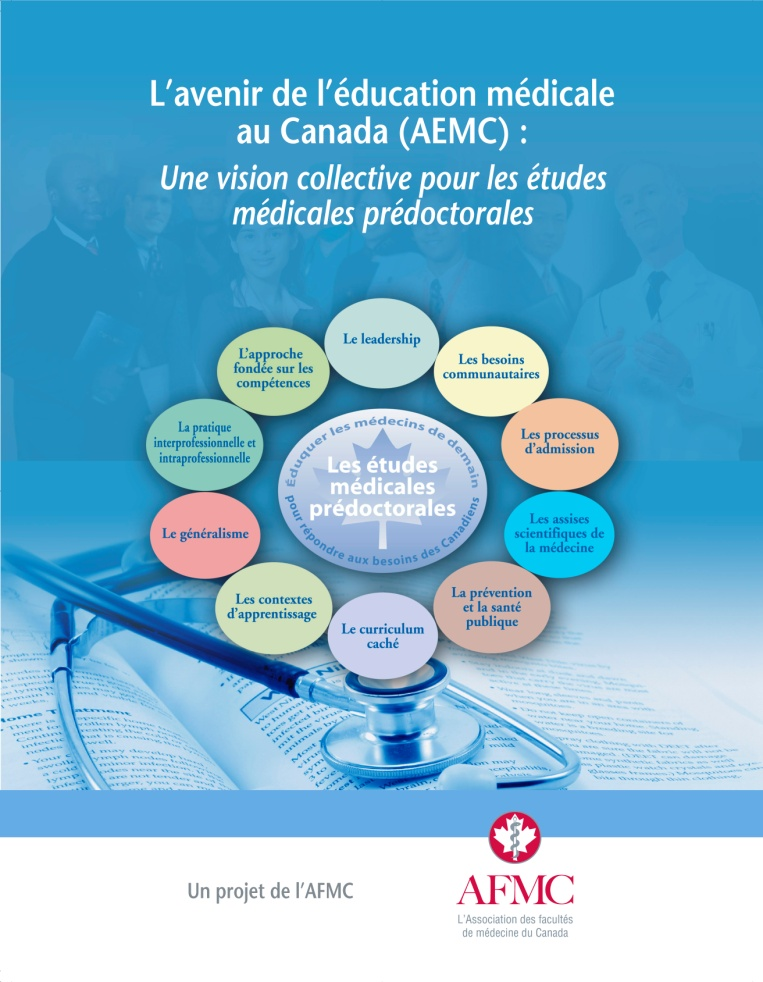 L'avenir de l'éducation médicale
au Canada (AEMC) :
Une vision collective pour les études
médicales prédoctorales
Le leadership
Les besoins
communautaires
Les processus
d'admission
Les assises
scientifiques de
la médecine
La prévention
et la santé
publique
Le curriculum
caché
Les contextes
d'apprentissage
Le généralisme
La pratique
interprofessionnelle et
intraprofessionnelle
L'approche
fondée sur les
compétences
Éduquer les médecins de demain
Les études
médicales
prédoctorales
pour répondre aux besoins des Canadiens
Un projet de l'AFMC
AFMC
L'Association des facultés
de médecine du Canada